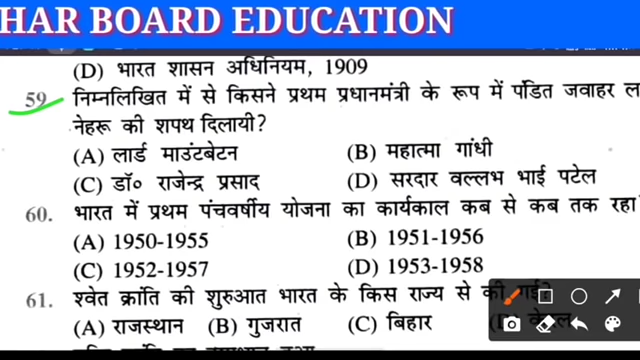 HAR BOARD EDUCATION
(D) भारत शासन अधिनियम, 1909
59. निम्नलिखित में से किसने प्रथम प्रधानमंत्री के रूप में पंडित जवाहर ल
नेहरू की शपथ दिलायी?
(A) लार्ड माउंटबेटन (B) महात्मा गांधी
(C) डॉ० राजेन्द्र प्रसाद (D) सरदार वल्लभ भाई पटेल
60. भारत में प्रथम पंचवर्षीय योजना का कार्यकाल कब से कब तक रहा
(A) 1950-1955 (B) 1951-1956
(C) 1952-1957 (D) 1953-1958
61. श्वेत क्रांति की शुरुआत भारत के किस राज्य से की गई?
(A) राजस्थान (B) गुजरात (C) बिहार (D) केरल